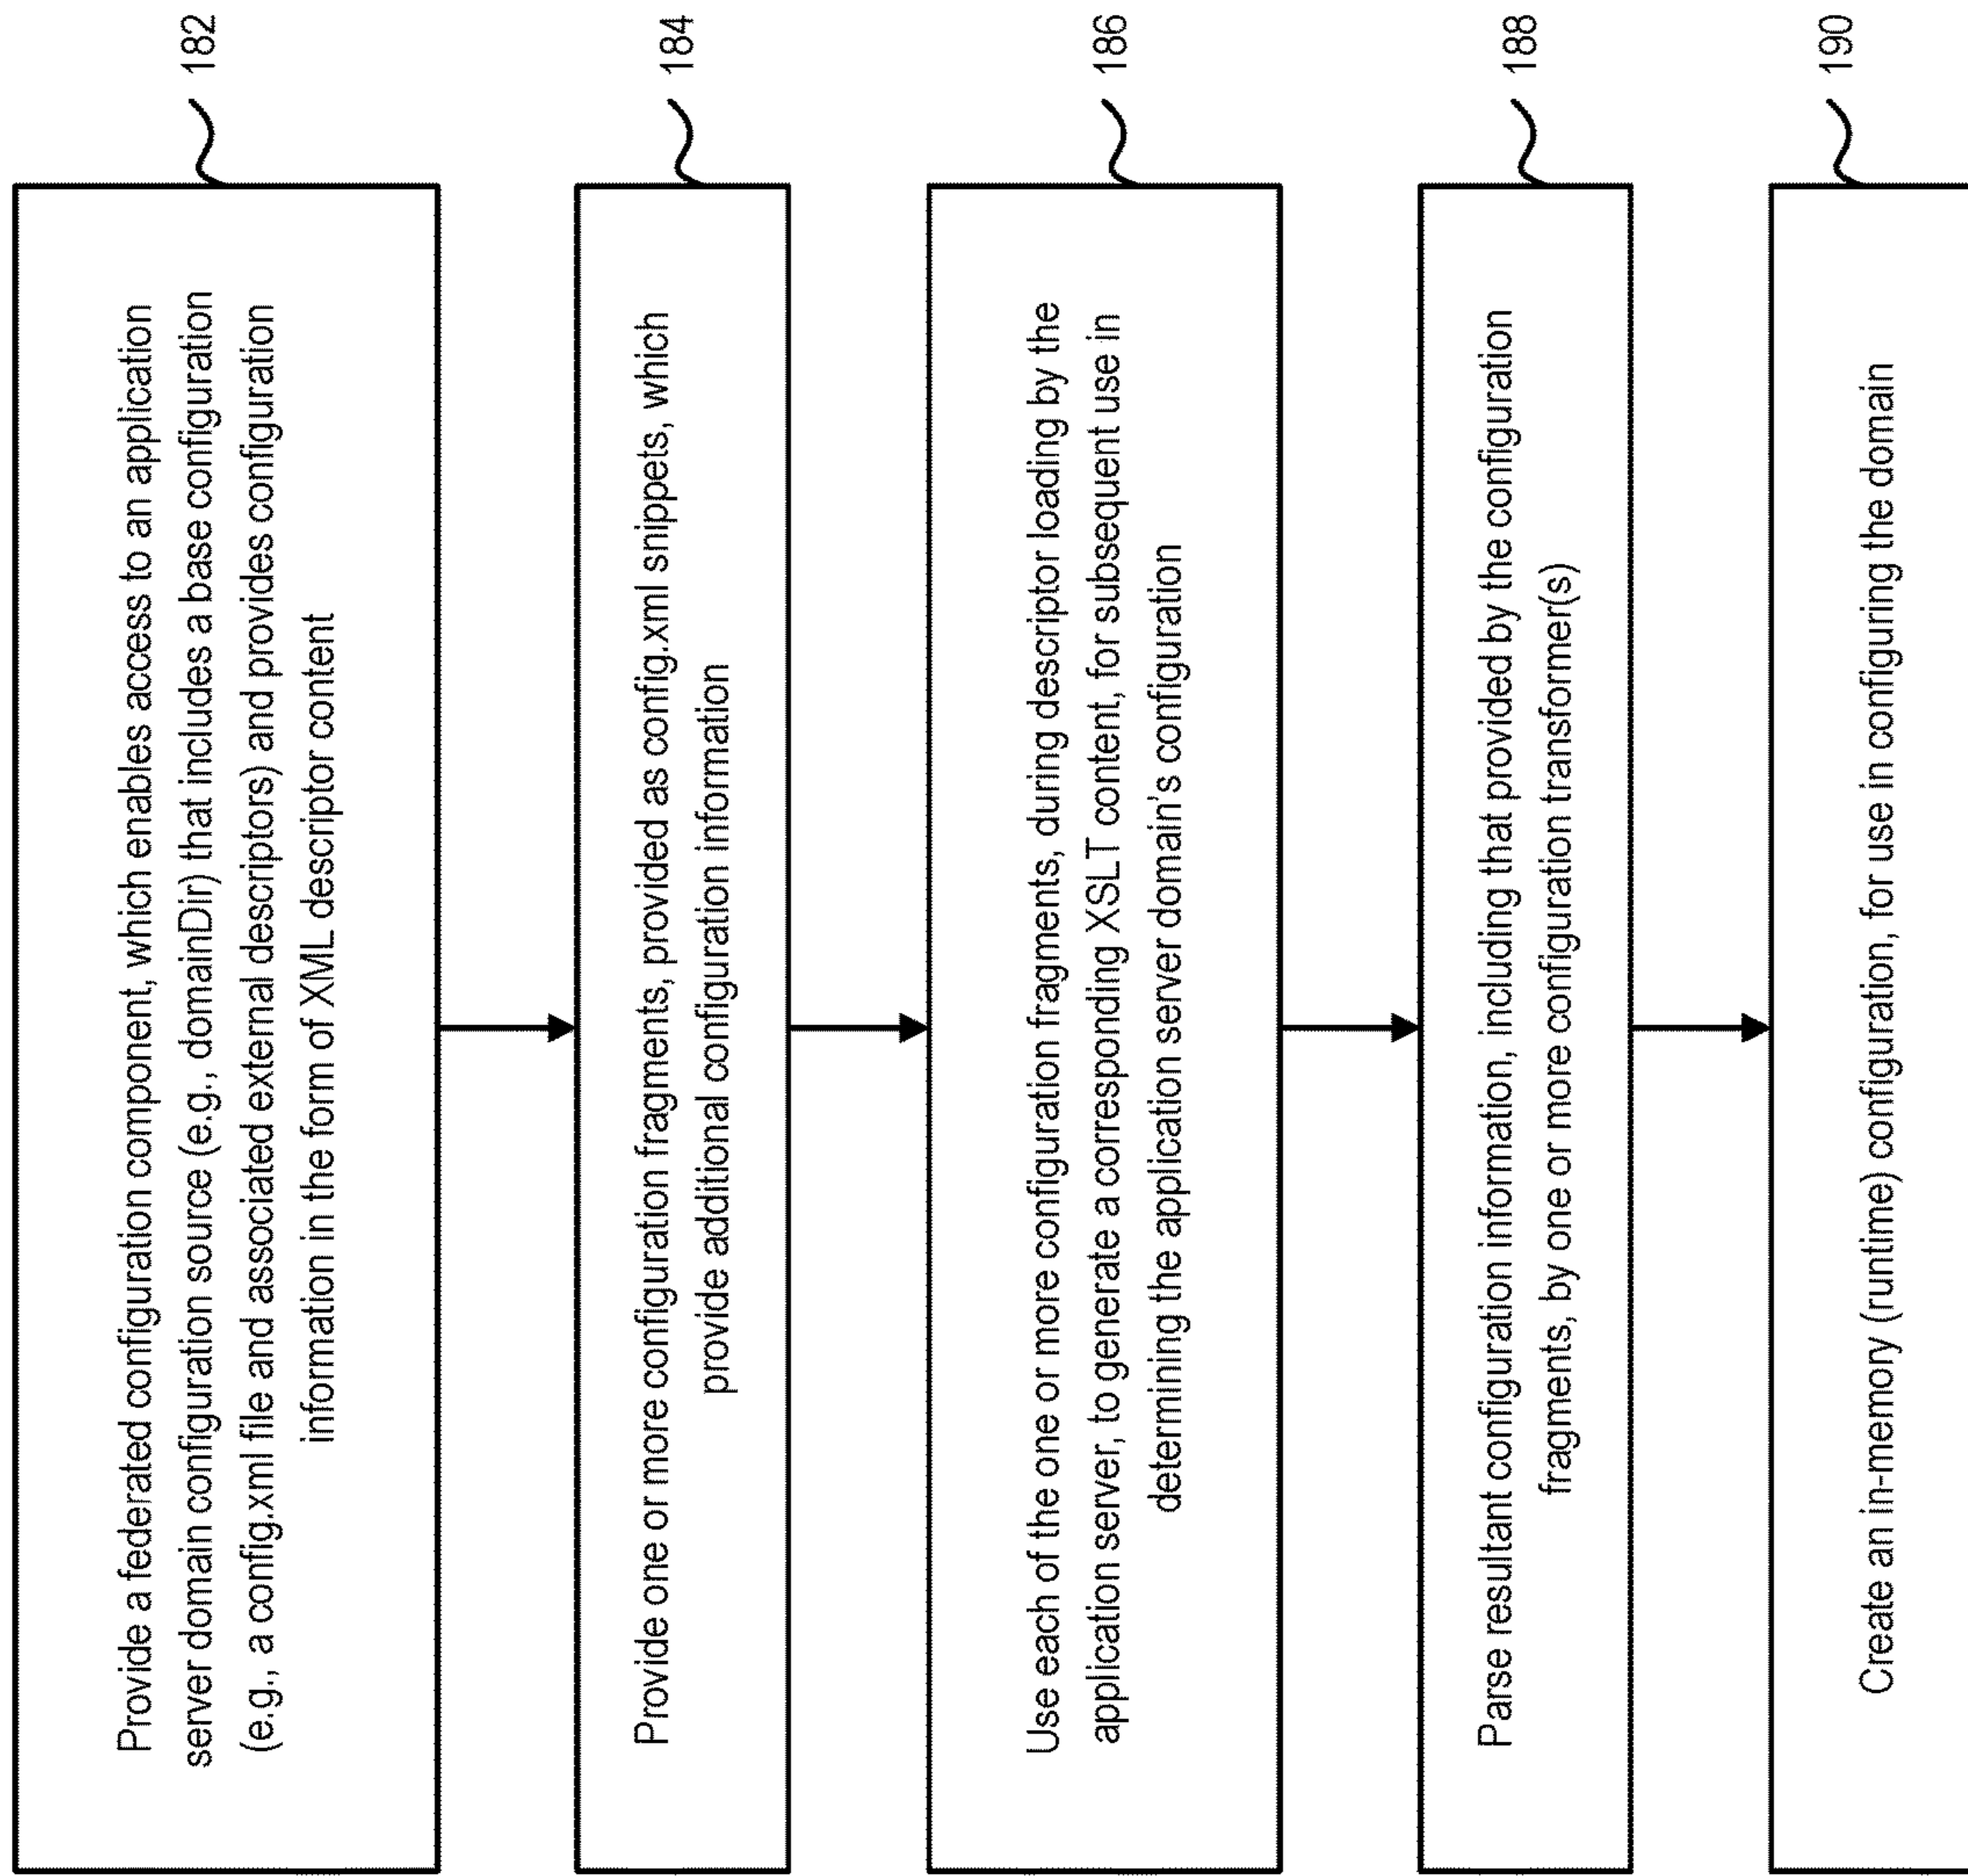 Provide a federated configuration component, which enables access to an application
server domain configuration source (e.g., domainDir) that includes a base configuration
(e.g., a config.xml file and associated external descriptors) and provides configuration
information in the form of XML descriptor content
182
Provide one or more configuration fragments, provided as config.xml snippets, which
provide additional configuration information
184
Use each of the one or more configuration fragments, during descriptor loading by the
application server, to generate a corresponding XSLT content, for subsequent use in
determining the application server domain's configuration
186
Parse resultant configuration information, including that provided by the configuration
fragments, by one or more configuration transformer(s)
188
Create an in-memory (runtime) configuration, for use in configuring the domain
190